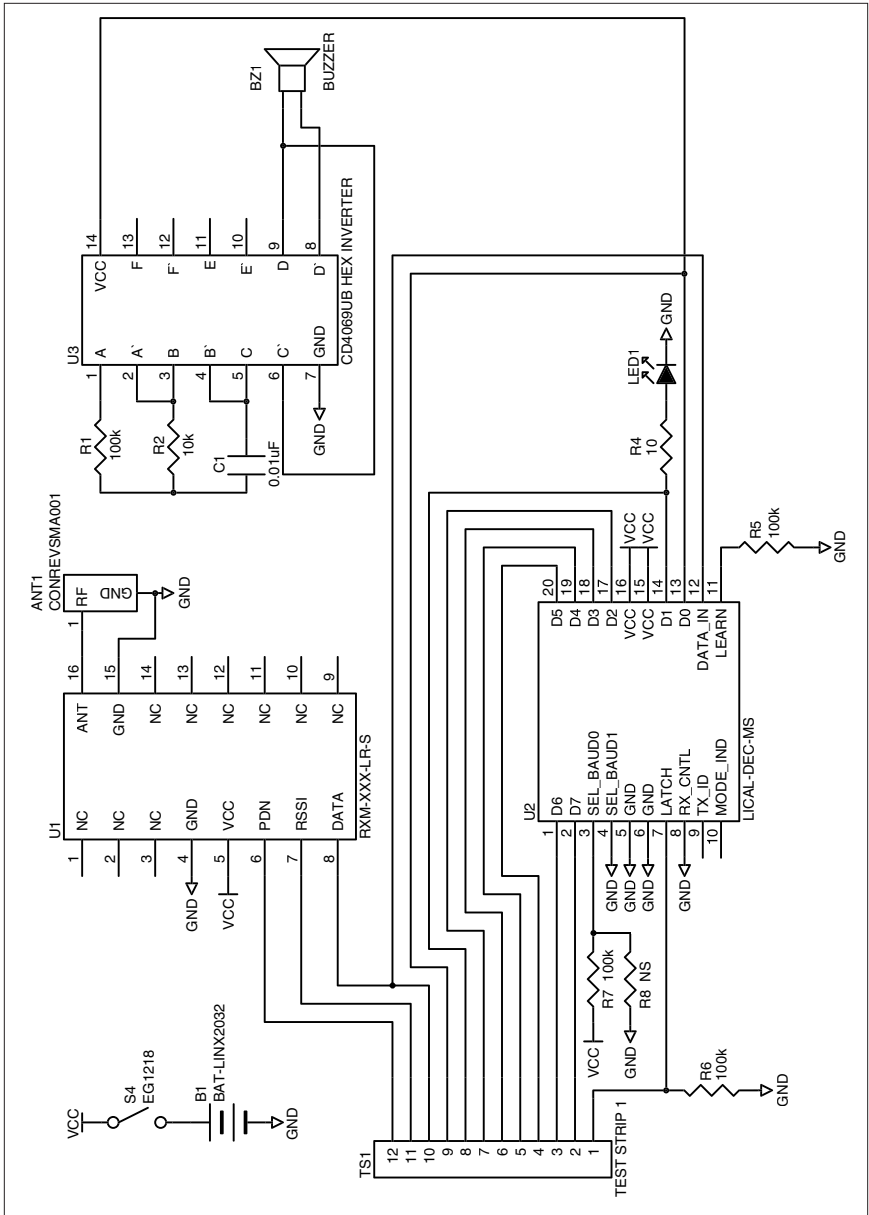 VCC
S4
EG1218
B1
BAT-LINX2032
GND
U1
1 NC
2 NC
3 NC
4 GND
5 VCC
6 PDN
7 RSSI
8 DATA
ANT 16
GND 15
NC 14
NC 13
NC 12
NC 11
NC 10
NC 9
RXM-XXX-LR-S
GND
VCC
ANT1
CONREVSMA001
1 RF
GND
GND
U3
1 A
2 A`
3 B
4 B`
5 C
6 C`
7 GND
VCC 14
F 13
F` 12
E 11
E` 10
D 9
D` 8
CD4069UB HEX INVERTER
R1
100k
R2
10k
C1
0.01uF
GND
BZ1
BUZZER
TS1
12
11
10
9
8
7
6
5
4
3
2
1
TEST STRIP 1
U2
1 D6
2 D7
3 SEL_BAUD0
4 SEL_BAUD1
5 GND
6 GND
7 LATCH
8 RX_CNTL
9 TX_ID
10 MODE_IND
D5 20
D4 19
D3 18
D2 17
VCC 16
VCC 15
D1 14
D0 13
DATA_IN 12
LEARN 11
LICAL-DEC-MS
GND
GND
GND
GND
VCC
VCC
R7 100k
R8 NS
VCC
GND
R6
100k
GND
R4
10
LED1
GND
R5
100k
GND